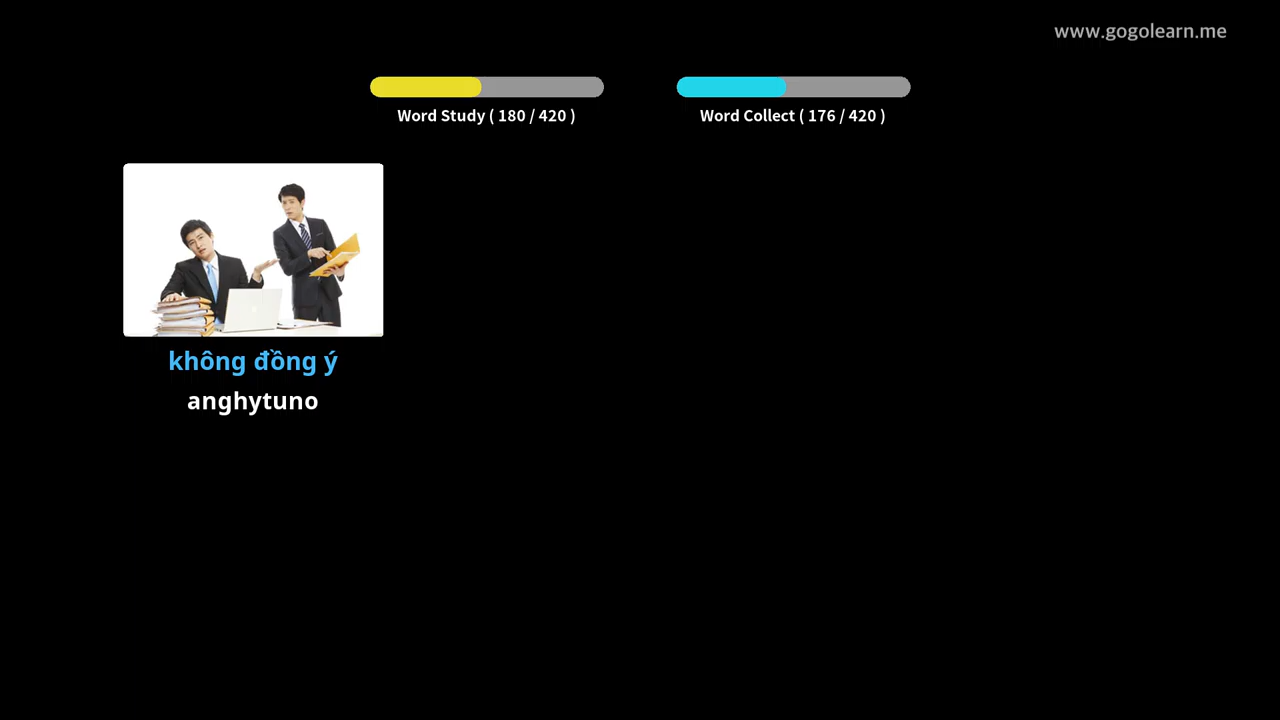 www.gogolearn.me
Word Study ( 180 / 420 )
Word Collect ( 176 / 420 )
không đồng ý
anghytuno